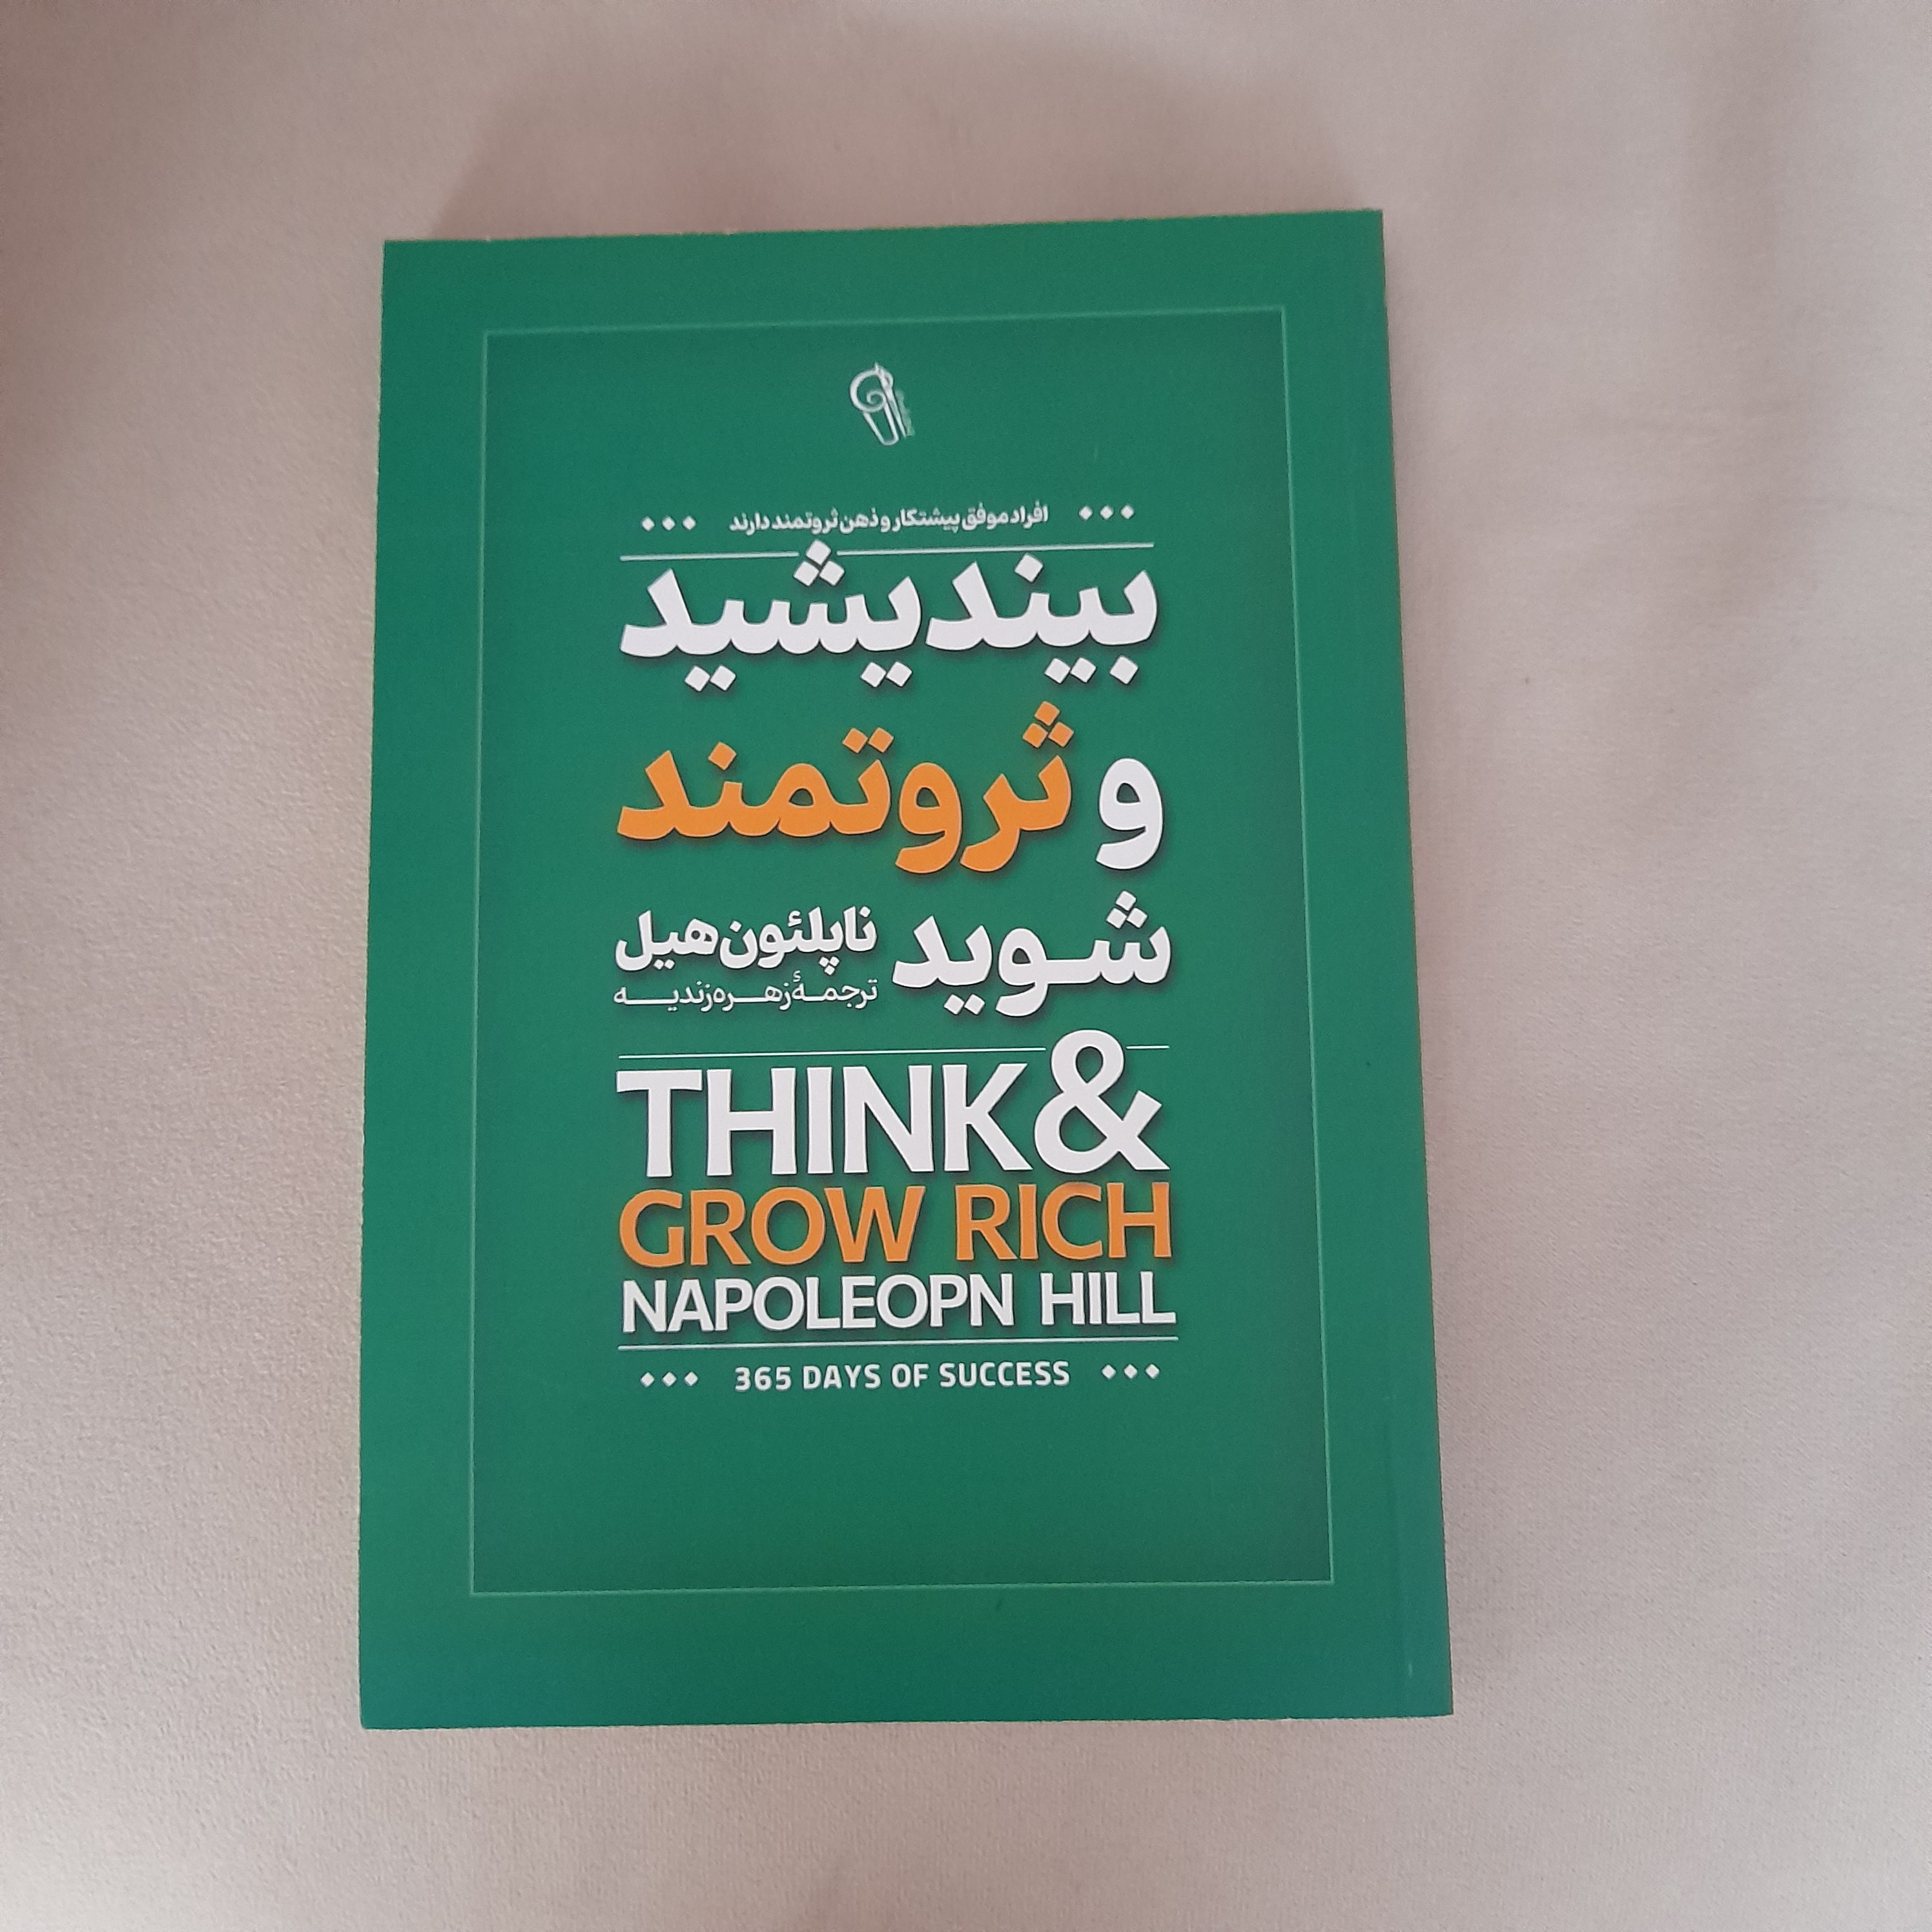 افراد موفق پیشتکار و ذهن ثروتمند دارند
بیندیشید
و ثروتمند
شوید
ناپلئون هیل
ترجمهٔ زهره زندیه
THINK &
GROW RICH
NAPOLEOPN HILL
365 DAYS OF SUCCESS